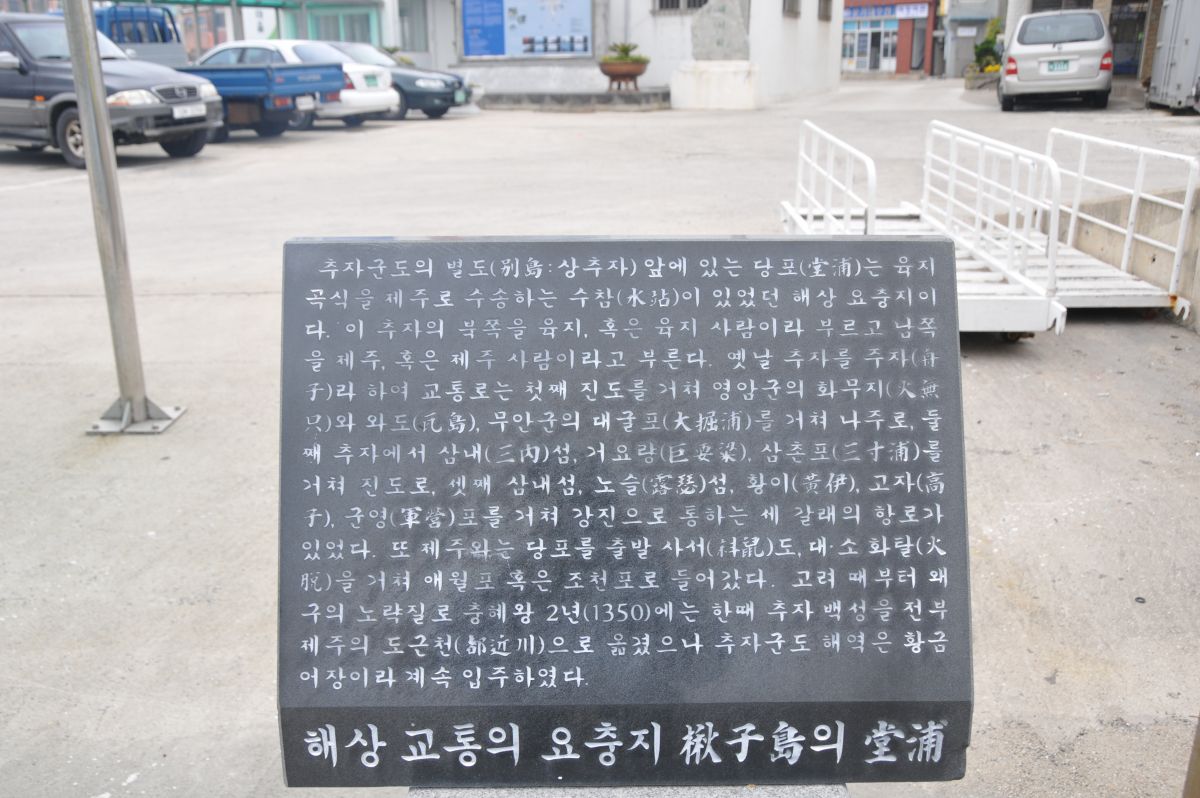 추자군도의 별도(別島:상추자) 앞에 있는 당포(堂浦)는 육지
곡식을 제주로 수송하는 수참(水站)이 있었던 해상 요충지이
다. 이 추자의 북쪽을 육지, 혹은 육지 사람이라 부르고 남쪽
을 제주, 혹은 제주 사람이라고 부른다. 옛날 추자를 주자(舟
子)라 하여 교통로는 첫째 진도를 거쳐 영암군의 화무지(火無
只)와 와도(瓦島), 무안군의 대굴포(大掘浦)를 거쳐 나주로, 둘
째 추자에서 삼내(三內)섬, 거요량(巨要梁), 삼촌포(三寸浦)를
거쳐 진도로, 셋째 삼내섬, 노슬(露瑟)섬, 황이(黃伊), 고자(高
子), 군영(軍營)포를 거쳐 강진으로 통하는 세 갈래의 항로가
있었다. 또 제주와는 당포를 출발 사서(斜鼠)도, 대·소 화탈(火
脫)을 거쳐 애월포 혹은 조천포로 들어갔다. 고려 때부터 왜
구의 노략질로 충혜왕 2년(1350)에는 한때 추자 백성을 전부
제주의 도근천(都近川)으로 옮겼으나 추자군도 해역은 황금
어장이라 계속 입주하였다.
해상 교통의 요충지 楸子島의 堂浦